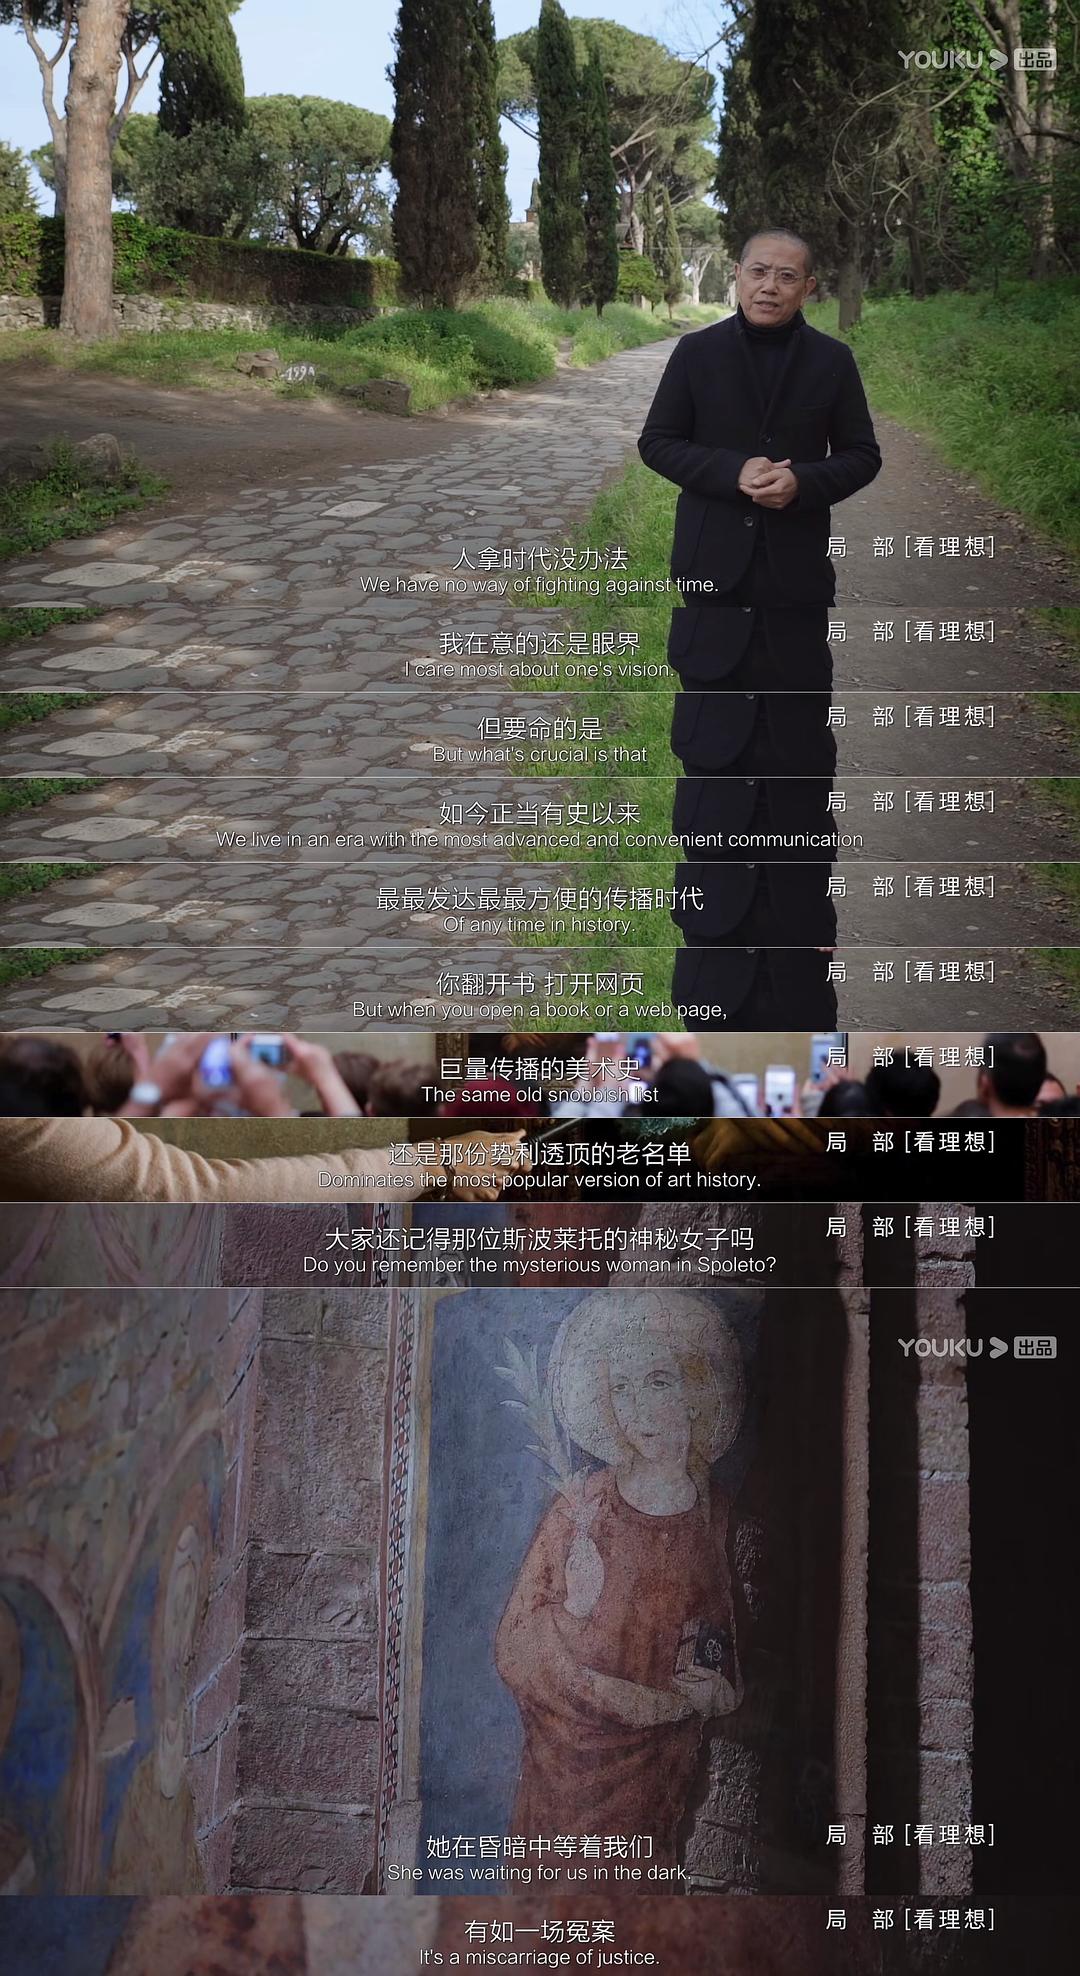 YOUKU 出品
-199A
局 部 [看理想]
人拿时代没办法
We have no way of fighting against time.
局 部 [看理想]
我在意的还是眼界
I care most about one's vision.
局 部 [看理想]
但要命的是
But what's crucial is that
局 部 [看理想]
如今正当有史以来
We live in an era with the most advanced and convenient communication
局 部 [看理想]
最最发达最最方便的传播时代
Of any time in history.
局 部 [看理想]
你翻开书 打开网页
But when you open a book or a web page,
局 部 [看理想]
巨量传播的美术史
The same old snobbish list
局 部 [看理想]
还是那份势利透顶的老名单
Dominates the most popular version of art history.
局 部 [看理想]
大家还记得那位斯波莱托的神秘女子吗
Do you remember the mysterious woman in Spoleto?
YOUKU 出品
局 部 [看理想]
她在昏暗中等着我们
She was waiting for us in the dark.
局 部 [看理想]
有如一场冤案
It's a miscarriage of justice.